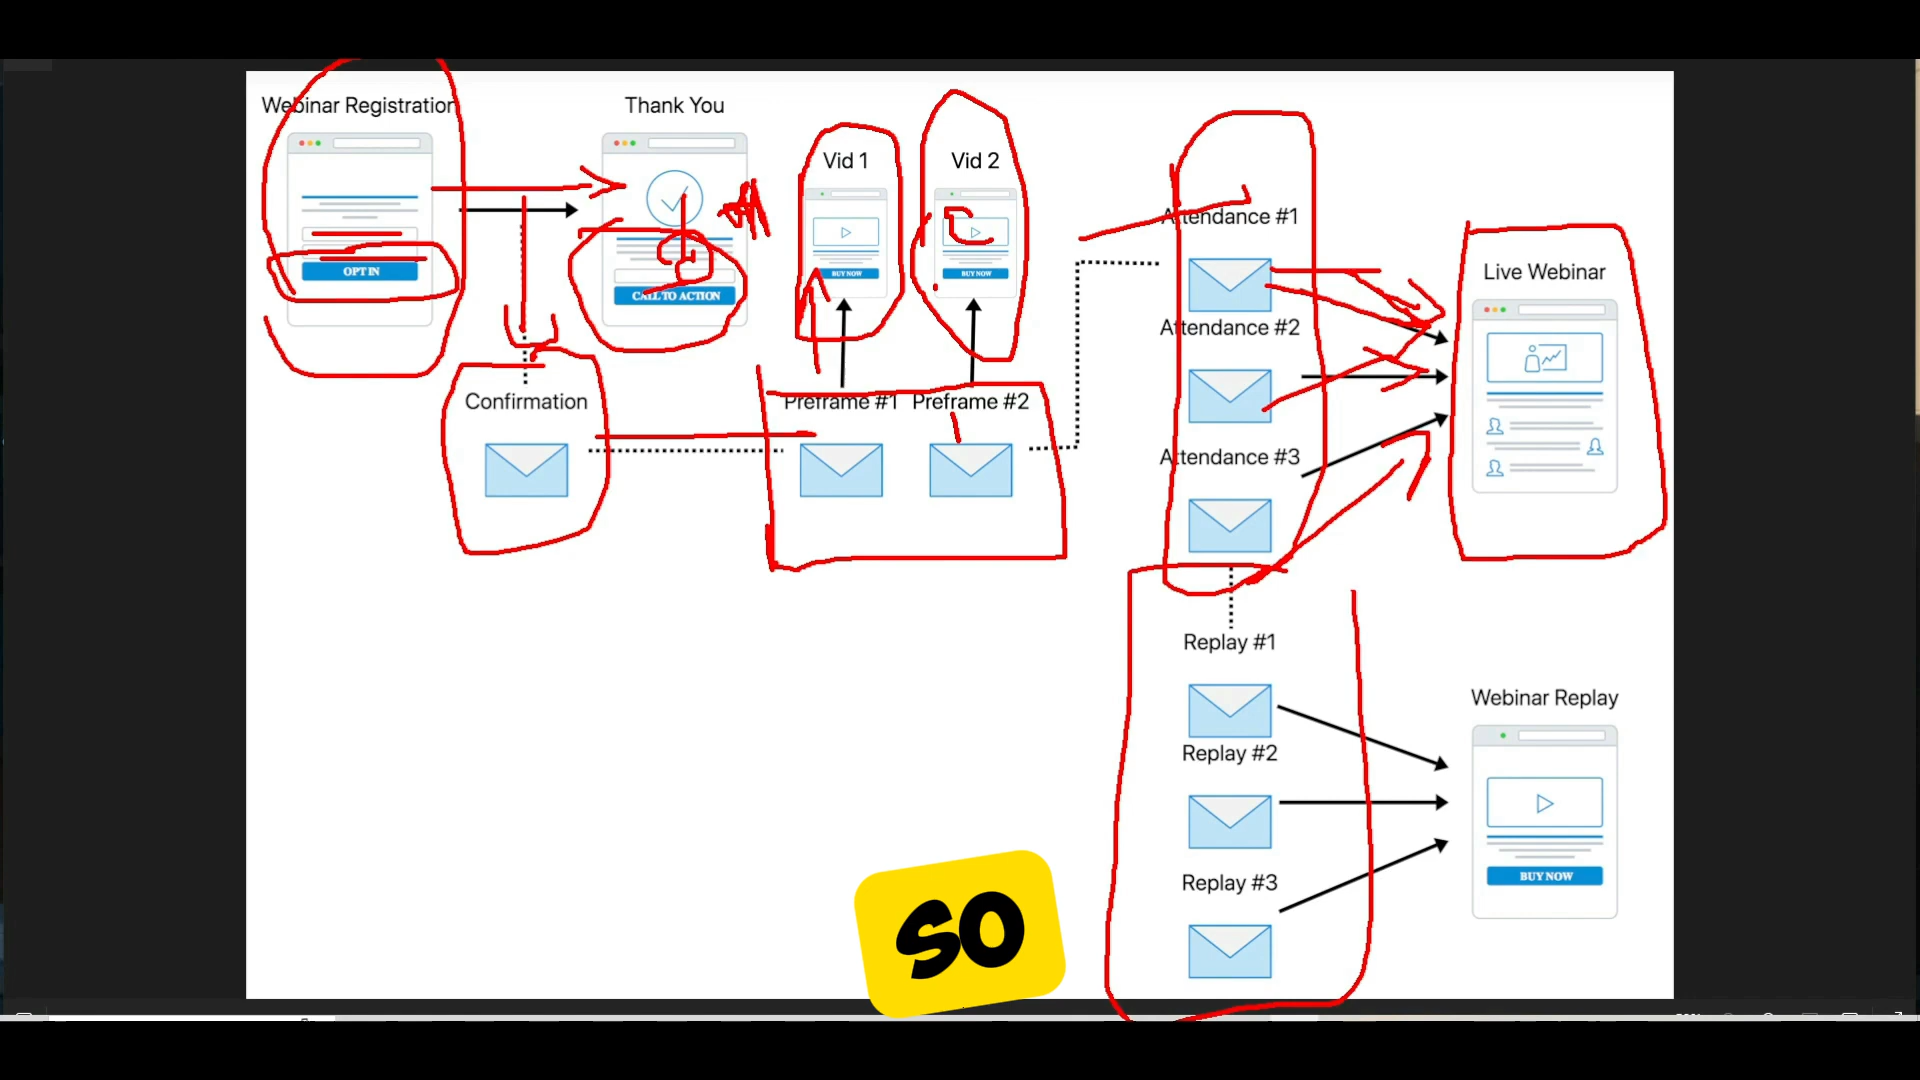 Webinar Registration
OPT IN
Thank You
CALL TO ACTION
Vid 1
BUY NOW
Vid 2
BUY NOW
Confirmation
Preframe #1
Preframe #2
Attendance #1
Attendance #2
Attendance #3
Live Webinar
Replay #1
Replay #2
Replay #3
Webinar Replay
BUY NOW
SO